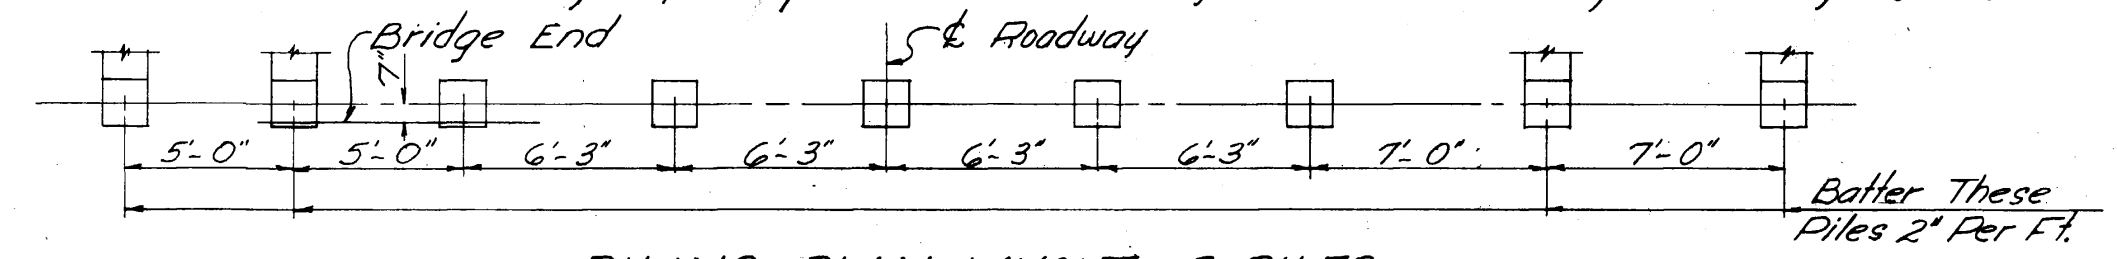 Bridge End
℄ Roadway
7"
5'-0" 5'-0" 6'-3" 6'-3" 6'-3" 6'-3" 7'-0" 7'-0"
Batter These
Piles 2" Per Ft.